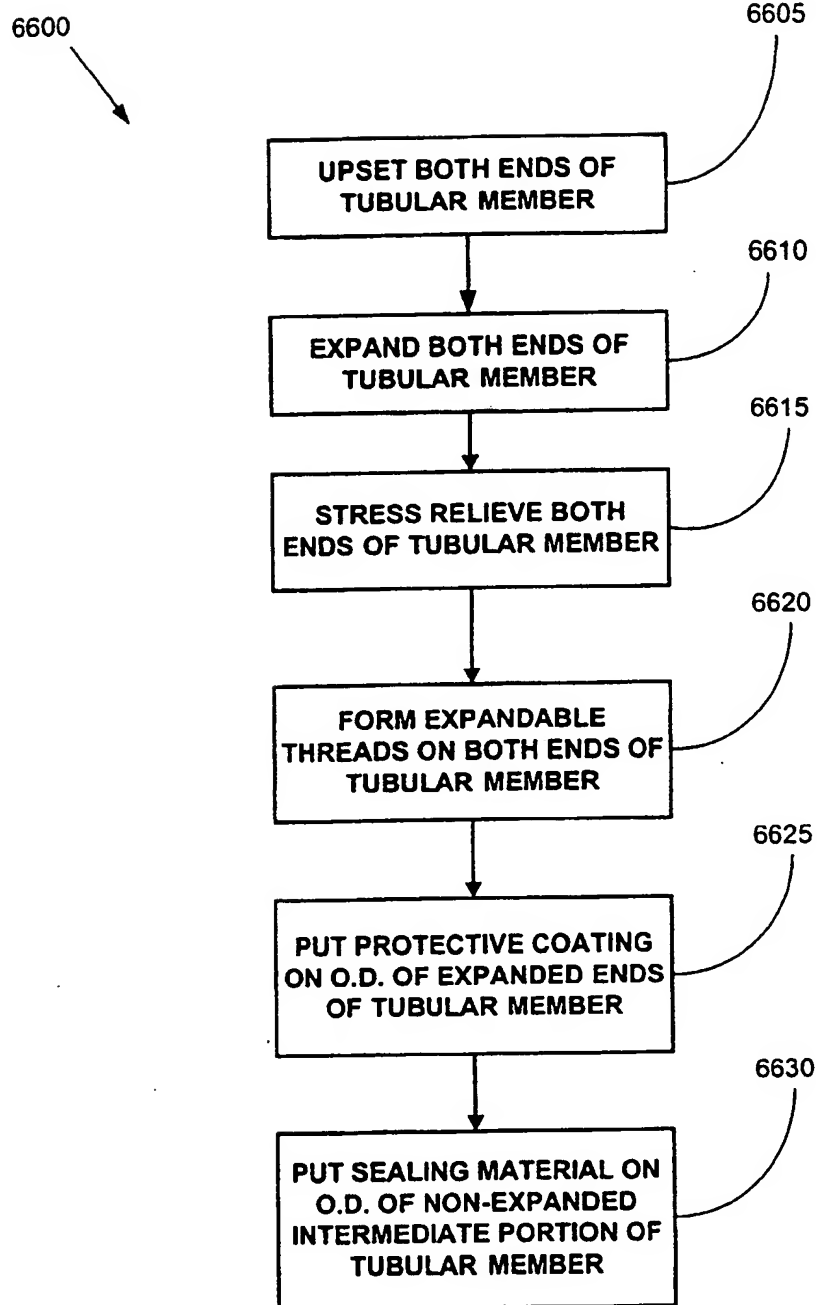 6600
6605
UPSET BOTH ENDS OF
TUBULAR MEMBER
6610
EXPAND BOTH ENDS OF
TUBULAR MEMBER
6615
STRESS RELIEVE BOTH
ENDS OF TUBULAR MEMBER
6620
FORM EXPANDABLE
THREADS ON BOTH ENDS OF
TUBULAR MEMBER
6625
PUT PROTECTIVE COATING
ON O.D. OF EXPANDED ENDS
OF TUBULAR MEMBER
6630
PUT SEALING MATERIAL ON
O.D. OF NON-EXPANDED
INTERMEDIATE PORTION OF
TUBULAR MEMBER